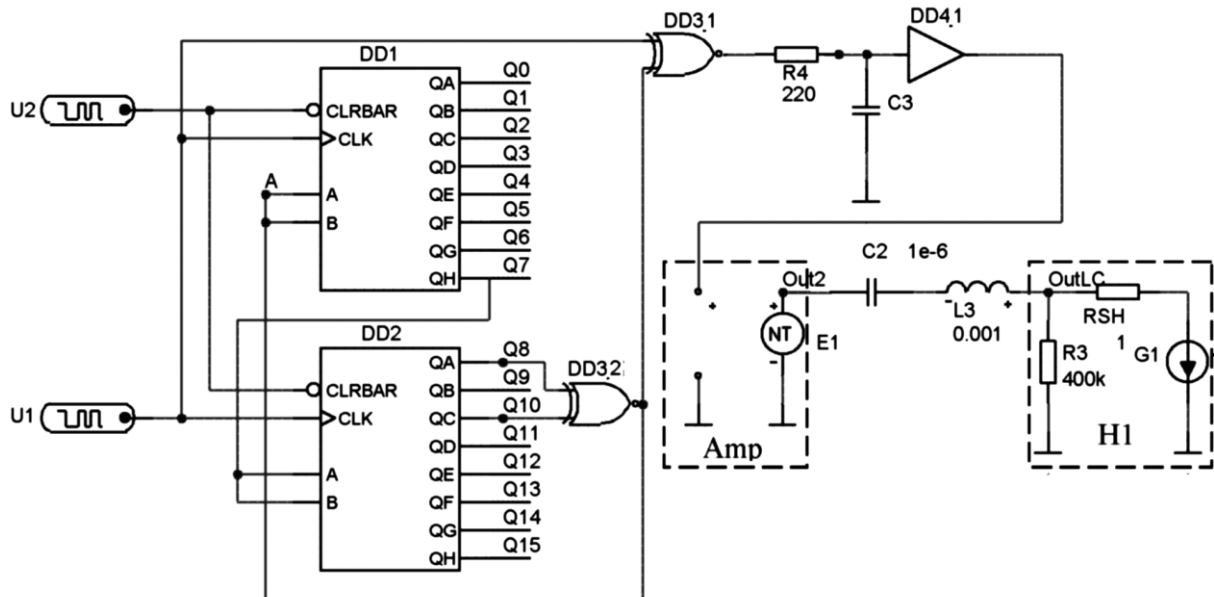 DD3.1
DD4.1
DD1
R4
220
C3
U2
CLRBAR
CLK
A
A
B
QA
QB
QC
QD
QE
QF
QG
QH
Q0
Q1
Q2
Q3
Q4
Q5
Q6
Q7
C2 1e-6
Out2
OutLC
NT
E1
L3
0.001
RSH
1
R3
400k
G1
Amp
H1
DD2
U1
CLRBAR
CLK
A
B
QA
QB
QC
QD
QE
QF
QG
QH
Q8
Q9
Q10
Q11
Q12
Q13
Q14
Q15
DD3.2